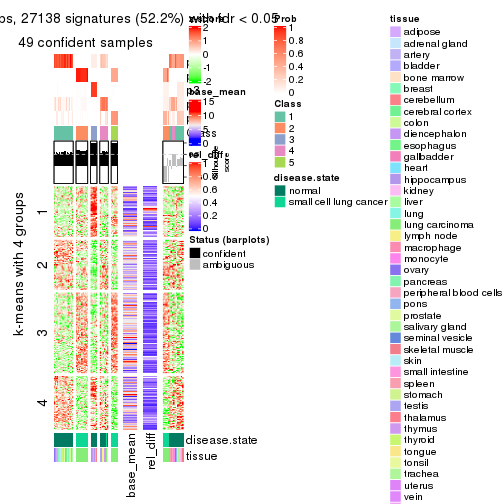 ps, 27138 signatures (52.2%) with fdr < 0.05
49 confident samples
k-means with 4 groups
1
2
3
4
base_mean
rel_diff
disease.state
tissue
2
1
0
-1
-2
base_mean
15
10
5
0
rel_diff
1
0.8
0.6
0.4
0.2
0
Silhouette
score
Status (barplots)
confident
ambiguous
Prob
1
0.8
0.6
0.4
0.2
0
Class
1
2
3
4
5
disease.state
normal
small cell lung cancer
tissue
adipose
adrenal gland
artery
bladder
bone marrow
breast
cerebellum
cerebral cortex
colon
diencephalon
esophagus
gallbadder
heart
hippocampus
kidney
liver
lung
lung carcinoma
lymph node
macrophage
monocyte
ovary
pancreas
peripheral blood cells
pons
prostate
salivary gland
seminal vesicle
skeletal muscle
skin
small intestine
spleen
stomach
testis
thalamus
thymus
thyroid
tongue
tonsil
trachea
uterus
vein